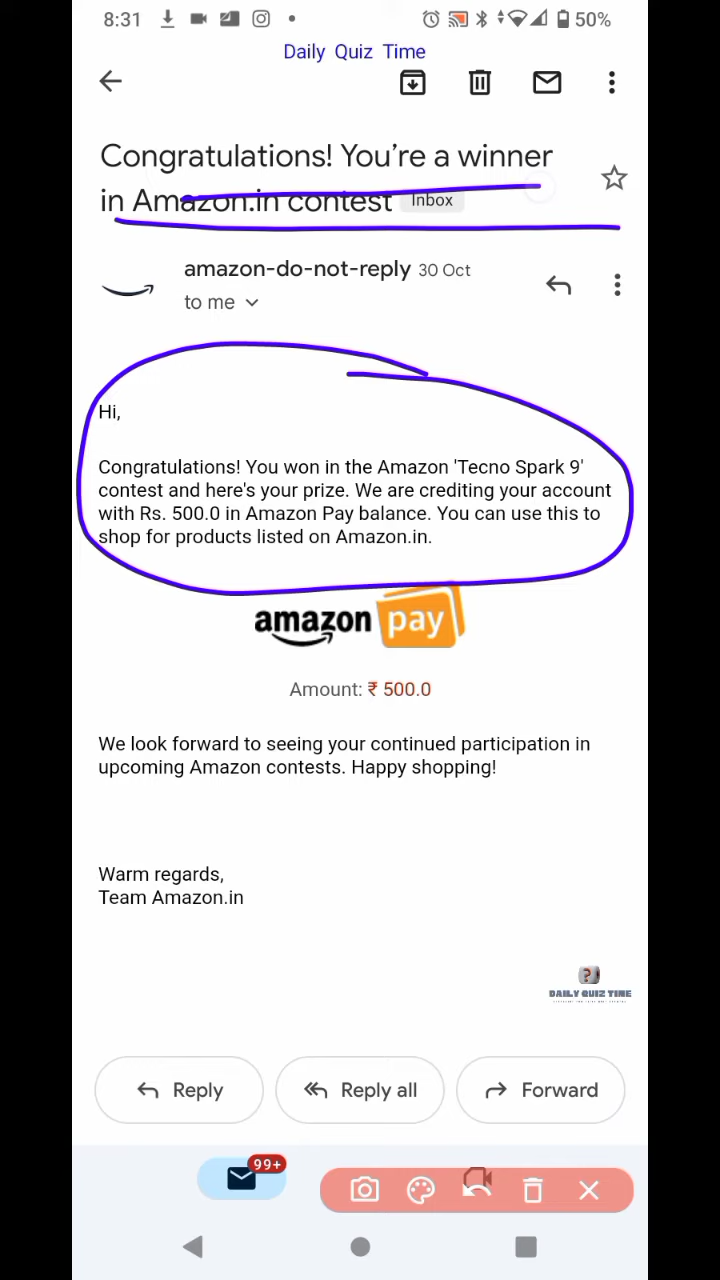 8:31
50%
Daily Quiz Time
Congratulations! You're a winner
in Amazon.in contest Inbox
amazon-do-not-reply 30 Oct
to me
Hi,
Congratulations! You won in the Amazon 'Tecno Spark 9'
contest and here's your prize. We are crediting your account
with Rs. 500.0 in Amazon Pay balance. You can use this to
shop for products listed on Amazon.in.
amazon pay
Amount: ₹ 500.0
We look forward to seeing your continued participation in
upcoming Amazon contests. Happy shopping!
Warm regards,
Team Amazon.in
?
DAILY QUIZ TIME
Reply Reply all Forward
99+